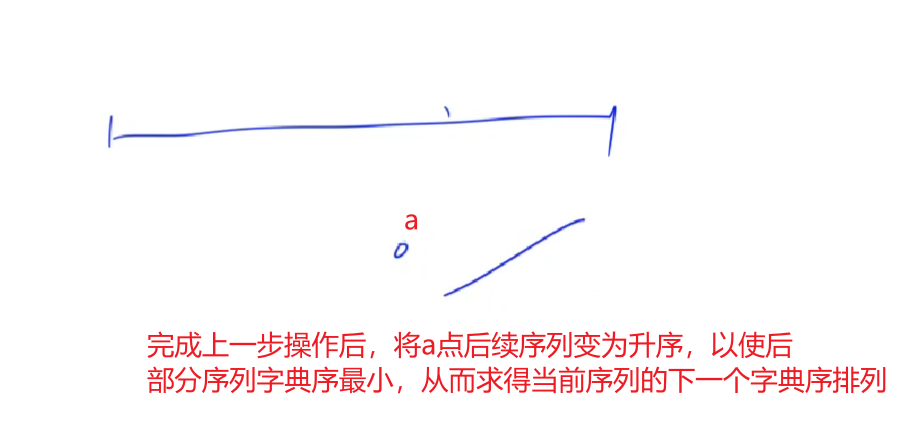 a
完成上一步操作后，将a点后续序列变为升序，以使后
部分序列字典序最小，从而求得当前序列的下一个字典序排列